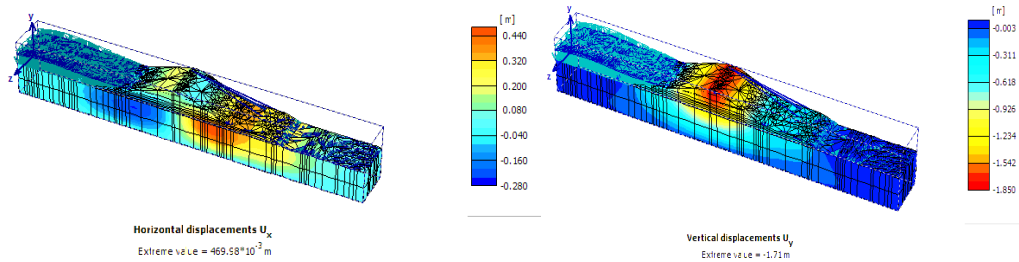 y
z
[m]
0.440
0.320
0.200
0.080
-0.040
-0.160
-0.280
Horizontal displacements Ux
Extreme value = 469.98*10-3 m
y
z
[m]
-0.003
-0.311
-0.618
-0.926
-1.234
-1.542
-1.850
Vertical displacements Uy
Extreme value = -1.71 m